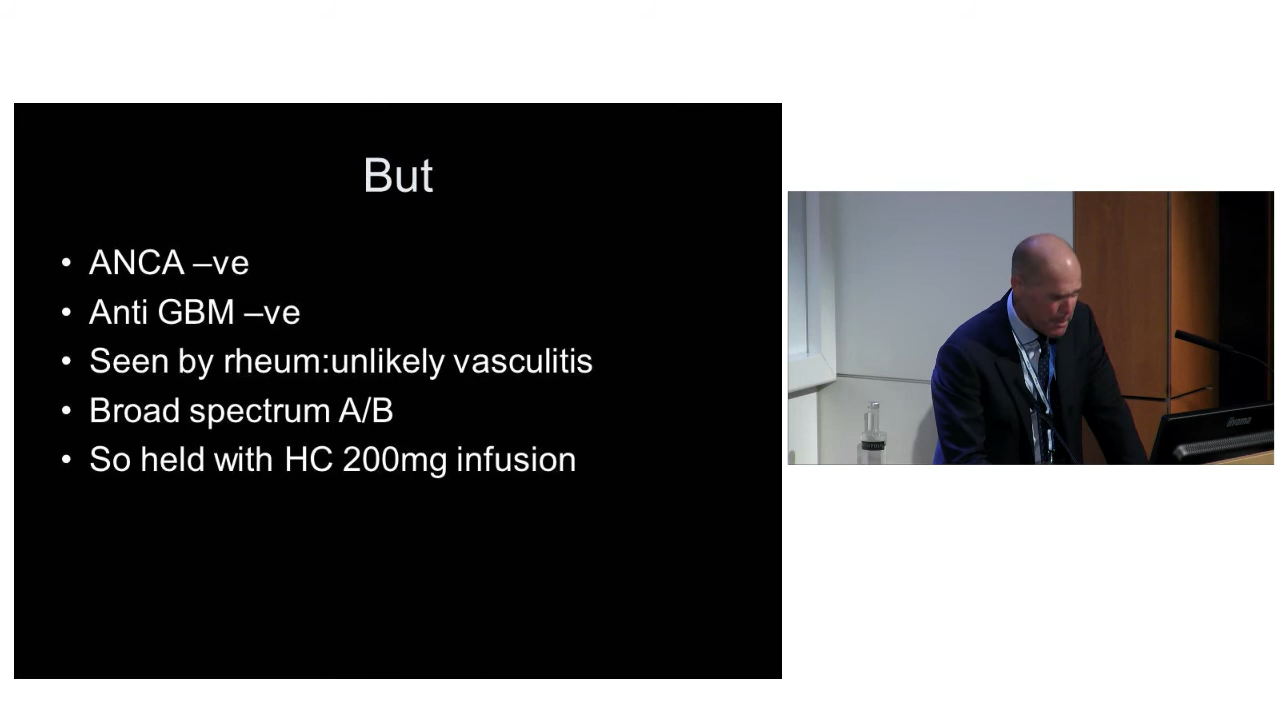 But
• ANCA –ve
• Anti GBM –ve
• Seen by rheum:unlikely vasculitis
• Broad spectrum A/B
• So held with HC 200mg infusion
iiyama